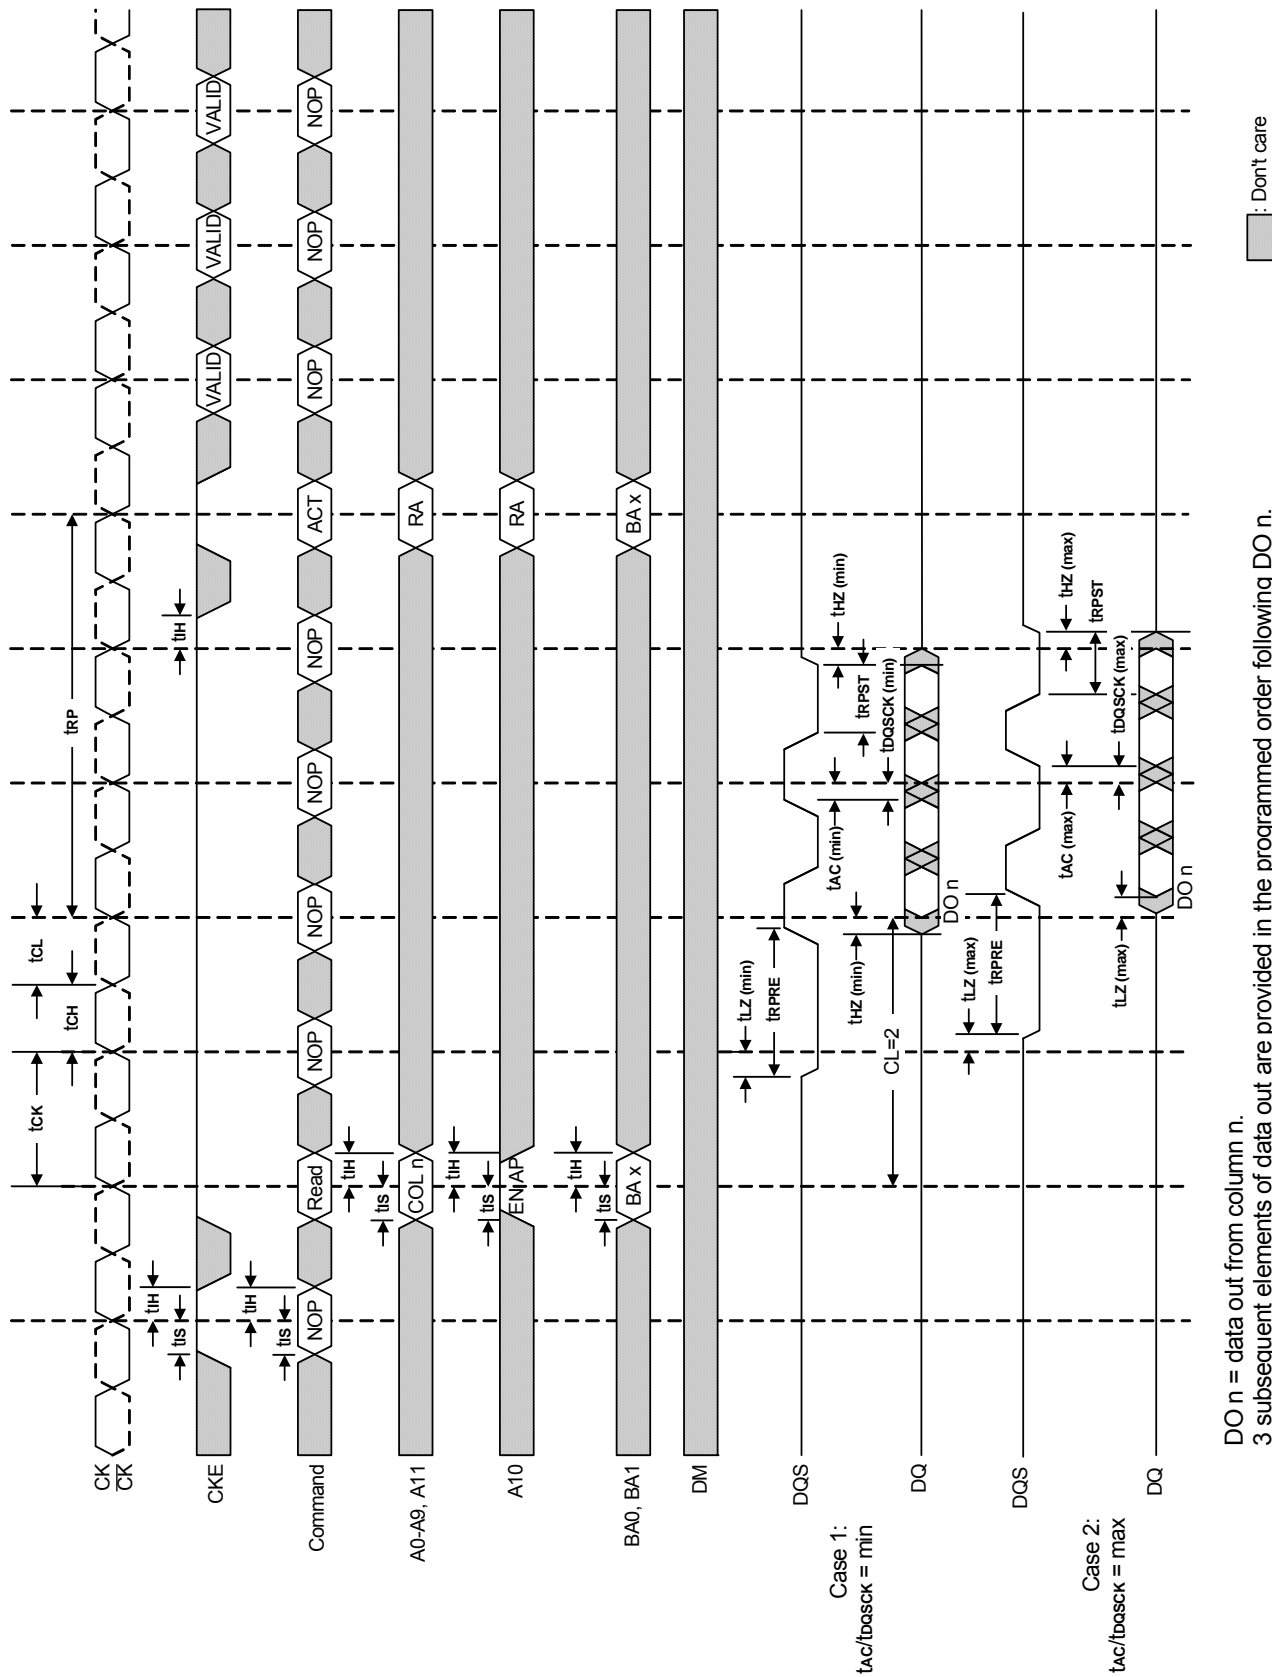 tCK
tCH
tCL
tRP
CK
CK
tIS
tIH
tIH
CKE
VALID
VALID
VALID
tIS
tIH
Command
NOP
Read
NOP
NOP
NOP
NOP
ACT
NOP
NOP
NOP
tIS
tIH
A0-A9, A11
COL n
RA
tIS
tIH
A10
EN AP
RA
tIS
tIH
BA0, BA1
BA x
BA x
DM
tLZ (min)
tRPRE
DQS
Case 1:
tAC/tDQSCK = min
tAC (min)
tRPST
tHZ (min)
tHZ (min)
tDQSCK (min)
CL=2
DQ
DO n
tLZ (max)
tRPRE
DQS
Case 2:
tAC/tDQSCK = max
tAC (max)
tHZ (max)
tRPST
tLZ (max)
tDQSCK (max)
DQ
DO n
DO n = data out from column n.
3 subsequent elements of data out are provided in the programmed order following DO n.
: Don't care